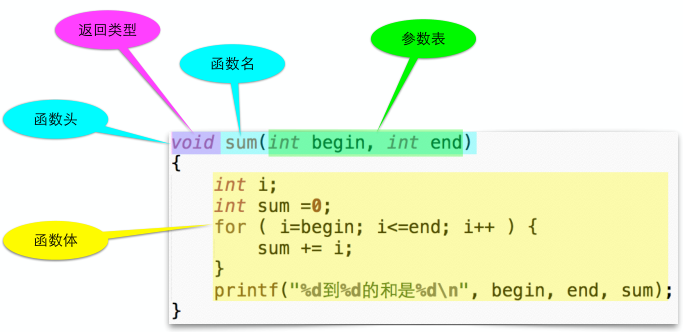 返回类型
函数名
参数表
函数头
void sum(int begin, int end)
{
int i;
int sum =0;
for ( i=begin; i<=end; i++ ) {
函数体
sum += i;
}
printf("%d到%d的和是%d\n", begin, end, sum);
}